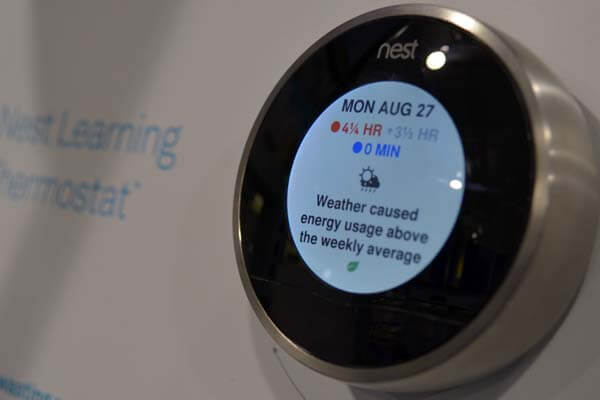 nest
MON AUG 27
4¼ HR +3½ HR
0 MIN
Weather caused
energy usage above
the weekly average
Nest Learning
Thermostat